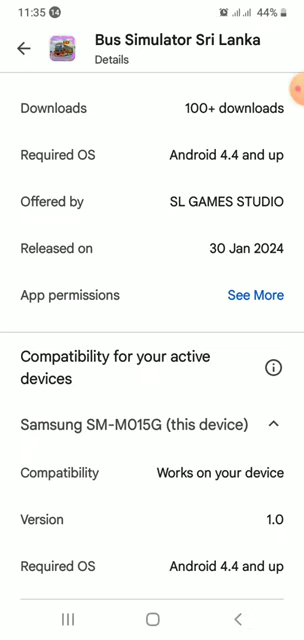 11:35 14 44%
Bus Simulator Sri Lanka
Details
Downloads 100+ downloads
Required OS Android 4.4 and up
Offered by SL GAMES STUDIO
Released on 30 Jan 2024
App permissions See More
Compatibility for your active
devices
Samsung SM-M015G (this device)
Compatibility Works on your device
Version 1.0
Required OS Android 4.4 and up